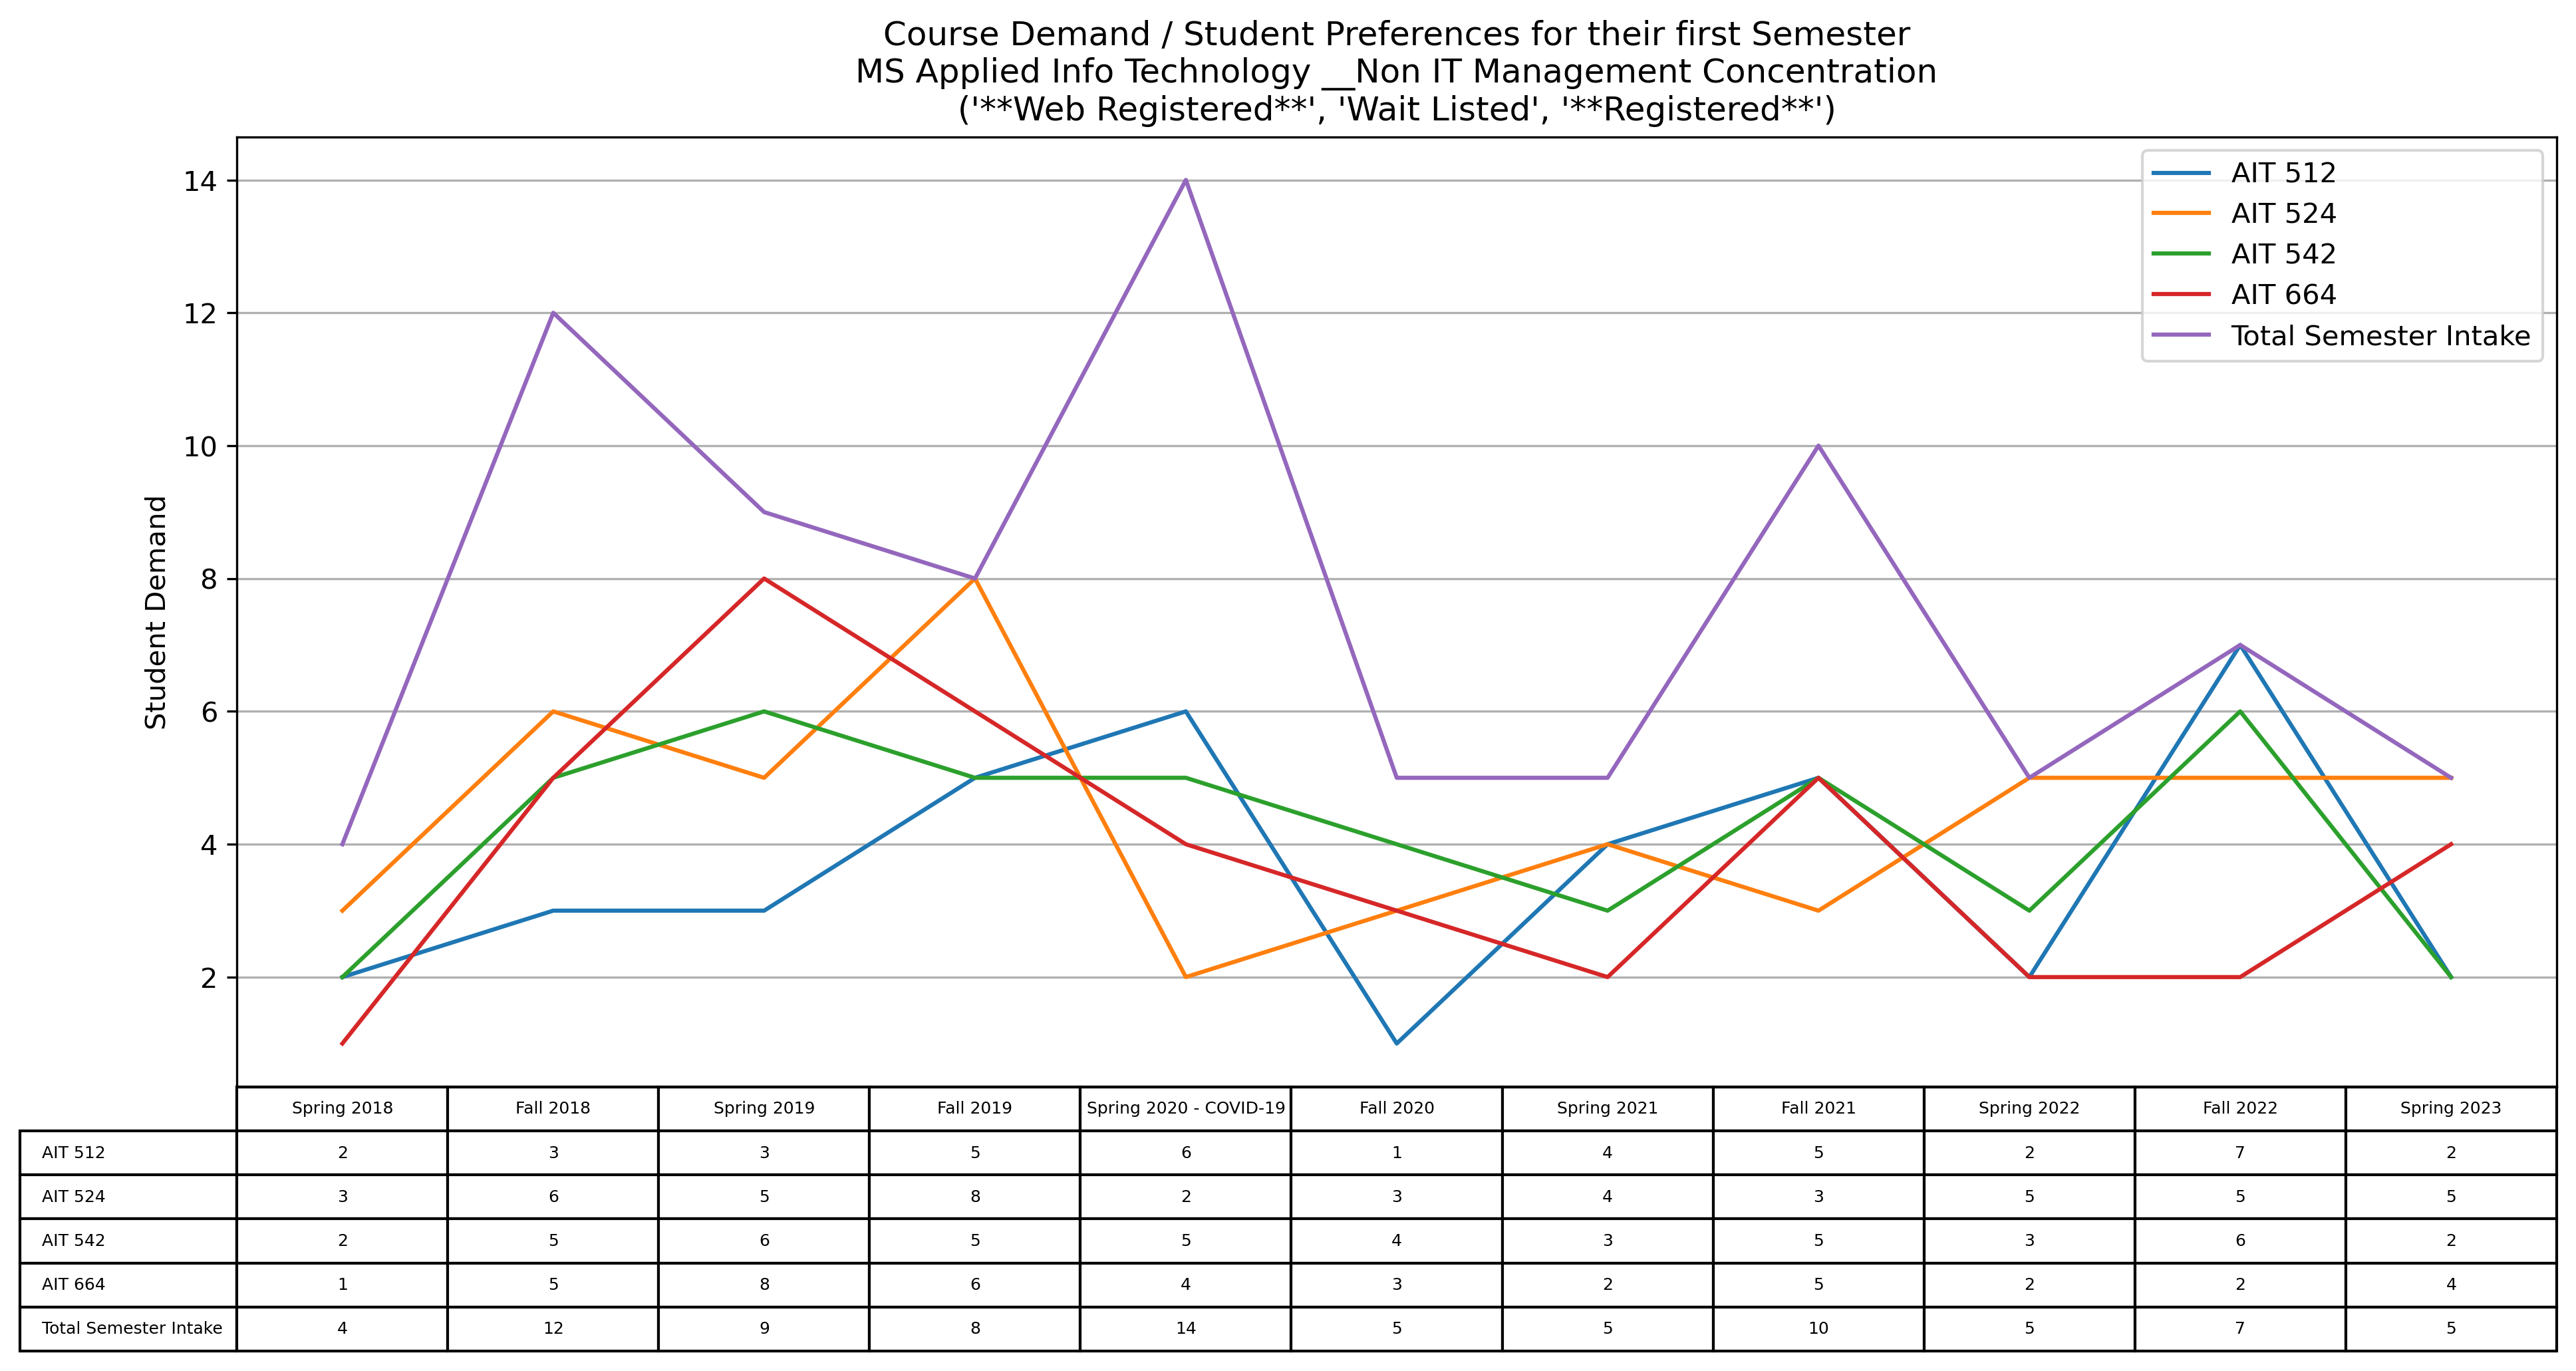 Course Demand / Student Preferences for their first Semester
MS Applied Info Technology __Non IT Management Concentration
('**Web Registered**', 'Wait Listed', '**Registered**')
AIT 512
AIT 524
AIT 542
AIT 664
Total Semester Intake
14
12
10
8
6
4
2
Student Demand
Spring 2018 Fall 2018 Spring 2019 Fall 2019 Spring 2020 - COVID-19 Fall 2020 Spring 2021 Fall 2021 Spring 2022 Fall 2022 Spring 2023
AIT 512 2 3 3 5 6 1 4 5 2 7 2
AIT 524 3 6 5 8 2 3 4 3 5 5 5
AIT 542 2 5 6 5 5 4 3 5 3 6 2
AIT 664 1 5 8 6 4 3 2 5 2 2 4
Total Semester Intake 4 12 9 8 14 5 5 10 5 7 5